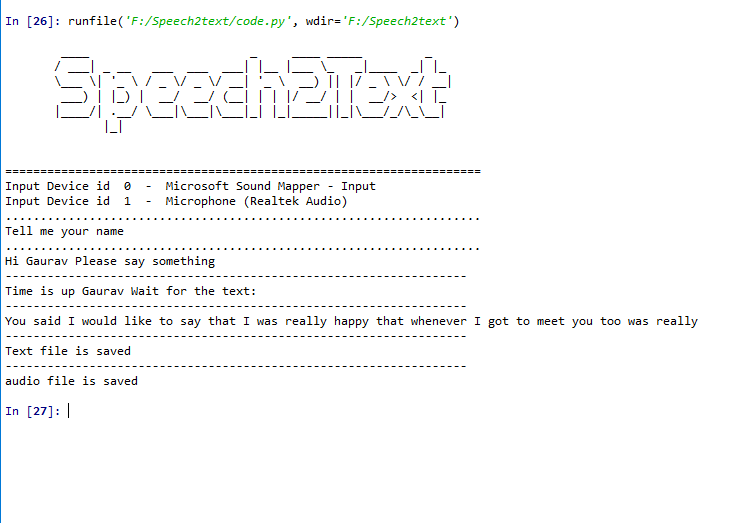 In [26]: runfile('F:/Speech2text/code.py', wdir='F:/Speech2text')
Speech2Text
===================================================================
Input Device id  0  -  Microsoft Sound Mapper - Input
Input Device id  1  -  Microphone (Realtek Audio)
...................................................................
Tell me your name
...................................................................
Hi Gaurav Please say something
------------------------------------------------------------------
Time is up Gaurav Wait for the text:
------------------------------------------------------------------
You said I would like to say that I was really happy that whenever I got to meet you too was really
------------------------------------------------------------------
Text file is saved
------------------------------------------------------------------
audio file is saved
In [27]: